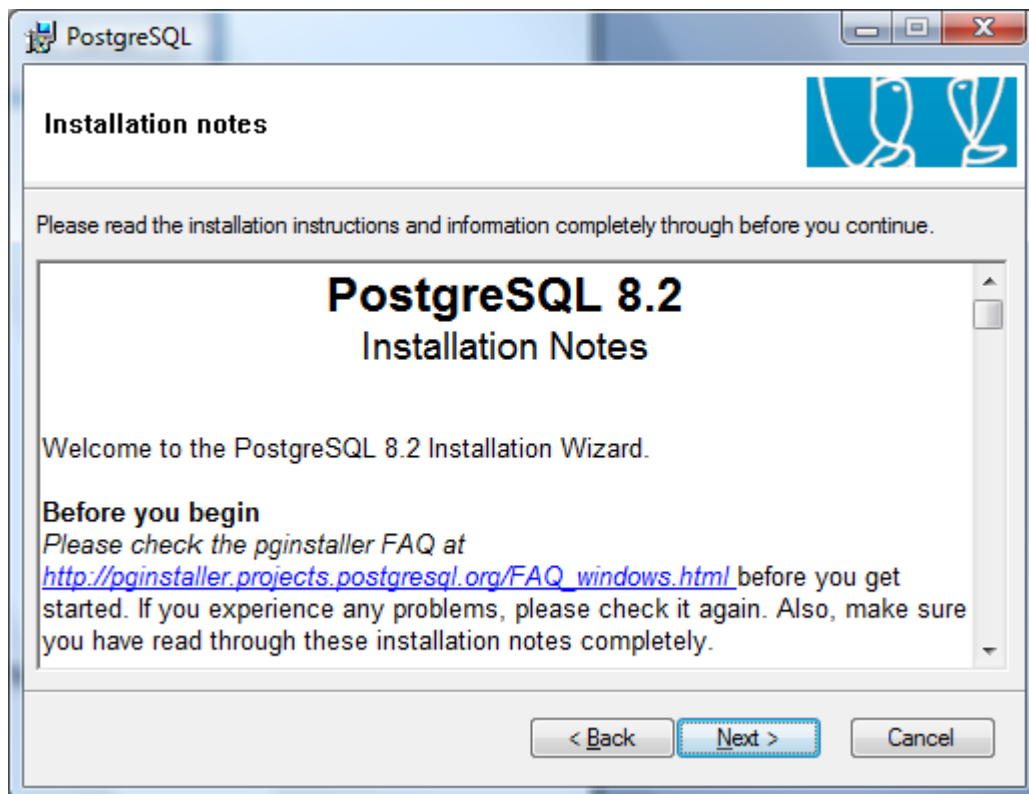 PostgreSQL
Installation notes
Please read the installation instructions and information completely through before you continue.
PostgreSQL 8.2
Installation Notes
Welcome to the PostgreSQL 8.2 Installation Wizard.
Before you begin
Please check the pginstaller FAQ at
http://pginstaller.projects.postgresql.org/FAQ_windows.html before you get
started. If you experience any problems, please check it again. Also, make sure
you have read through these installation notes completely.
< Back Next > Cancel